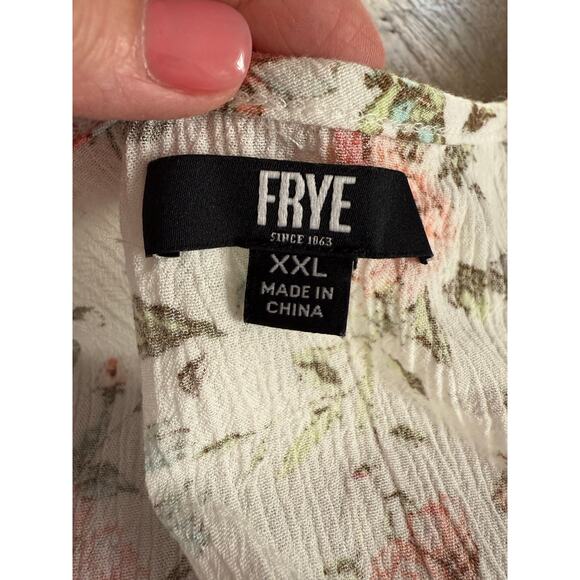 FRYE
SINCE 1863
XXL
MADE IN
CHINA